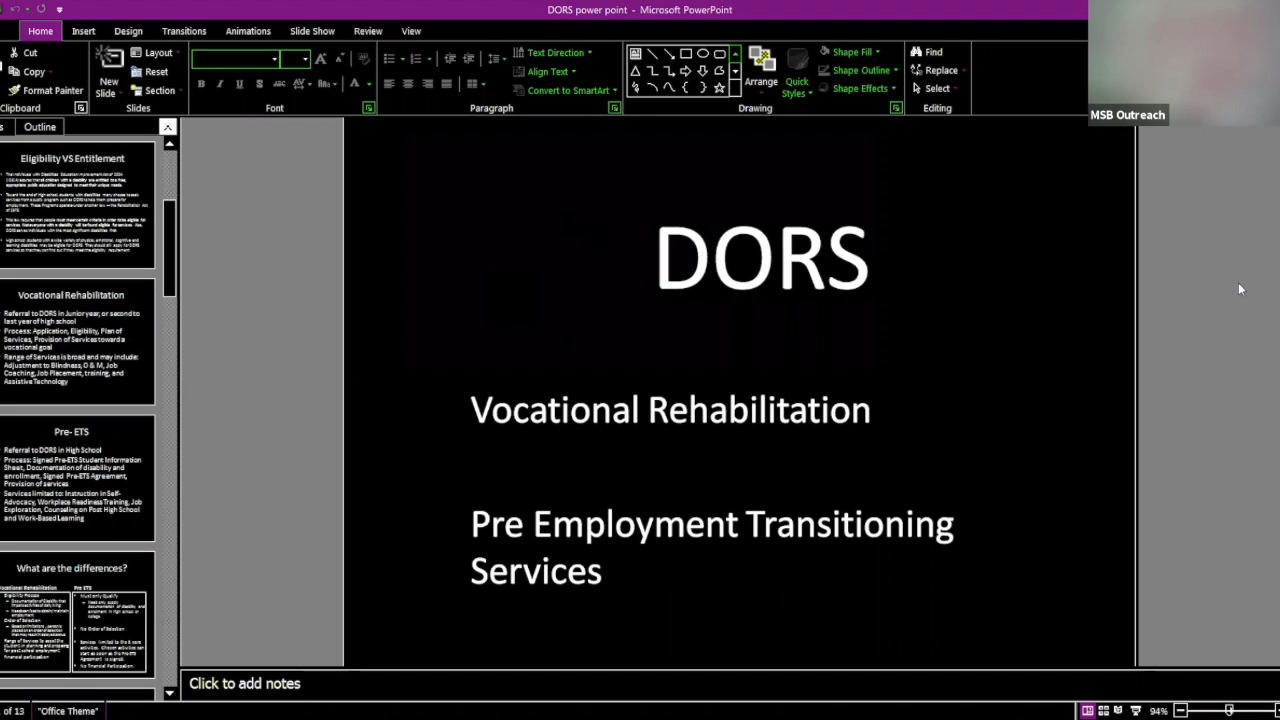 DORS power point - Microsoft PowerPoint
Home Insert Design Transitions Animations Slide Show Review View
Cut
Copy
Format Painter
Clipboard
New
Slide
Layout
Reset
Section
Slides
Font
Text Direction
Align Text
Convert to SmartArt
Paragraph
Arrange
Quick
Styles
Shape Fill
Shape Outline
Shape Effects
Drawing
Find
Replace
Select
Editing
MSB Outreach
Outline
Eligibility VS Entitlement
Vocational Rehabilitation
Referral to DORS in Junior year, or second to
last year of high school
Process: Application, Eligibility, Plan of
Services, Provision of Services toward a
vocational goal
Range of Services is broad and may include:
Adjustment to Blindness, O & M, Job
Coaching, Job Placement, training, and
Assistive Technology
Pre- ETS
Referral to DORS in High School
Process: Signed Pre-ETS Student Information
Sheet, Documentation of disability and
enrollment, Signed Pre-ETS Agreement,
Provision of services
Services limited to: Instruction in Self-
Advocacy, Workplace Readiness Training, Job
Exploration, Counseling on Post High School
and Work-Based Learning
What are the differences?
Pre ETS
DORS
Vocational Rehabilitation
Pre Employment Transitioning
Services
Click to add notes
of 13 "Office Theme"
94%